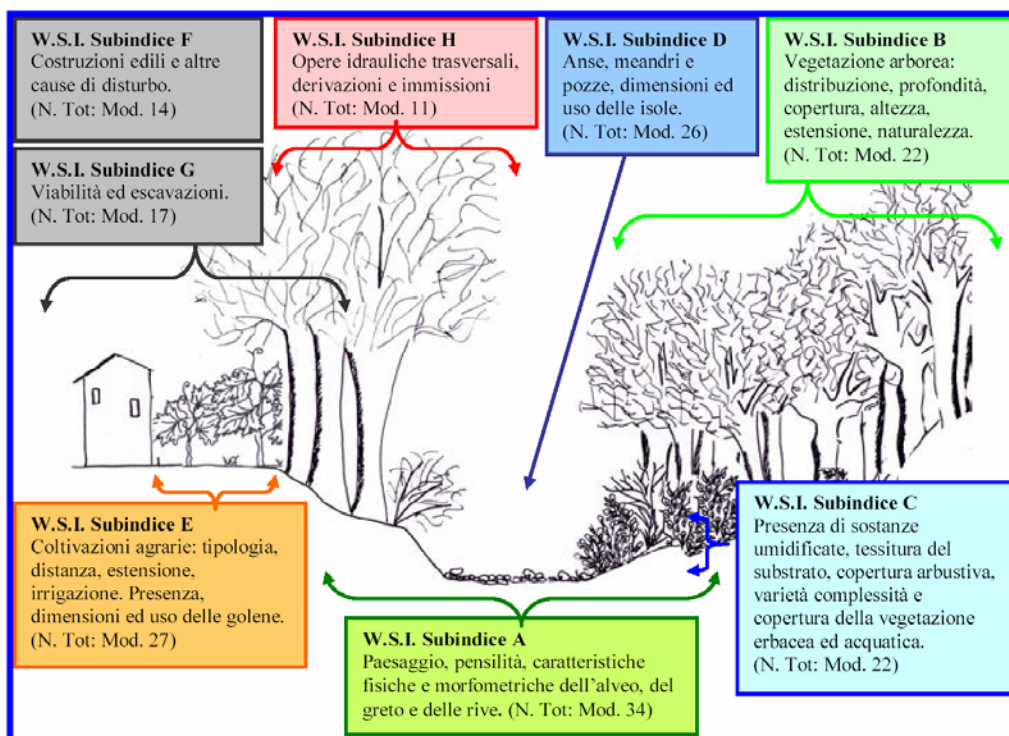 W.S.I. Subindice F
Costruzioni edili e altre
cause di disturbo.
(N. Tot: Mod. 14)
W.S.I. Subindice H
Opere idrauliche trasversali,
derivazioni e immissioni
(N. Tot: Mod. 11)
W.S.I. Subindice D
Anse, meandri e
pozze, dimensioni ed
uso delle isole.
(N. Tot: Mod. 26)
W.S.I. Subindice B
Vegetazione arborea:
distribuzione, profondità,
copertura, altezza,
estensione, naturalezza.
(N. Tot: Mod. 22)
W.S.I. Subindice G
Viabilità ed escavazioni.
(N. Tot: Mod. 17)
W.S.I. Subindice E
Coltivazioni agrarie: tipologia,
distanza, estensione,
irrigazione. Presenza,
dimensioni ed uso delle golene.
(N. Tot: Mod. 27)
W.S.I. Subindice A
Paesaggio, pensilità, caratteristiche
fisiche e morfometriche dell'alveo, del
greto e delle rive. (N. Tot: Mod. 34)
W.S.I. Subindice C
Presenza di sostanze
umidificate, tessitura del
substrato, copertura arbustiva,
varietà complessità e
copertura della vegetazione
erbacea ed acquatica.
(N. Tot: Mod. 22)